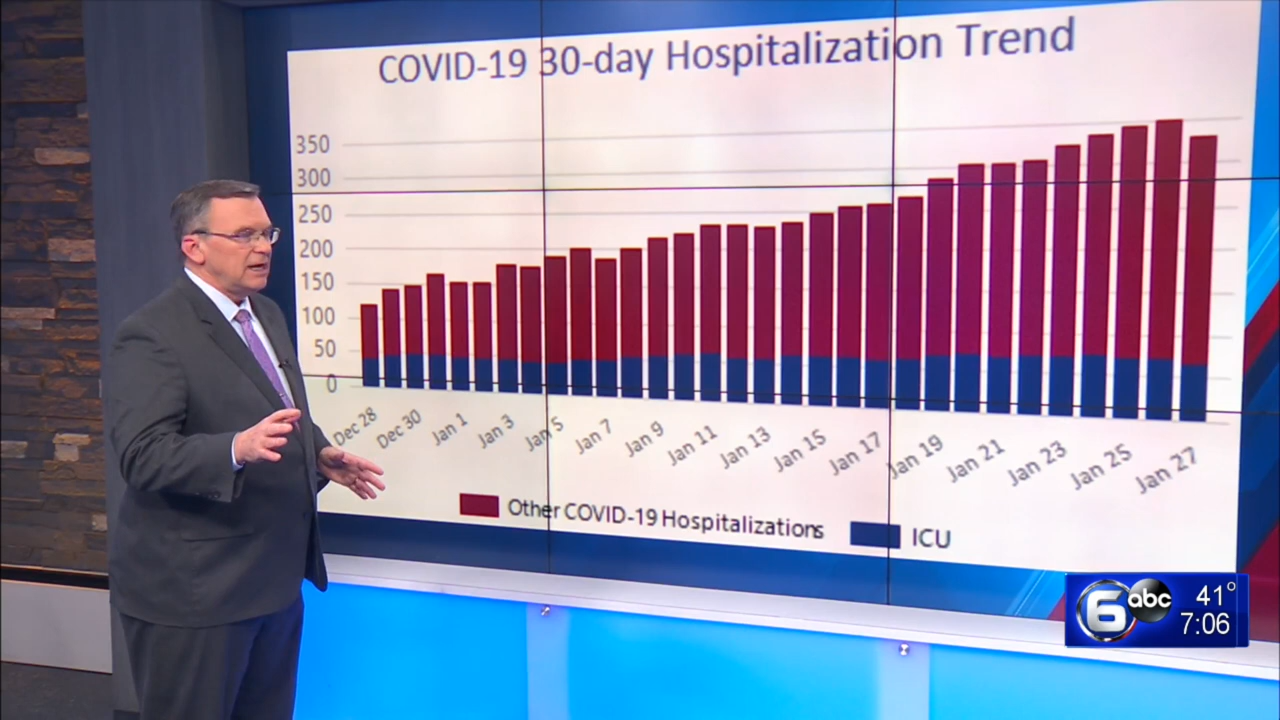 COVID-19 30-day Hospitalization Trend
350
300
250
200
150
100
50
0
Dec 28
Dec 30
Jan 1
Jan 3
Jan 5
Jan 7
Jan 9
Jan 11
Jan 13
Jan 15
Jan 17
Jan 19
Jan 21
Jan 23
Jan 25
Jan 27
Other COVID-19 Hospitalizations
ICU
6 abc
41°
7:06